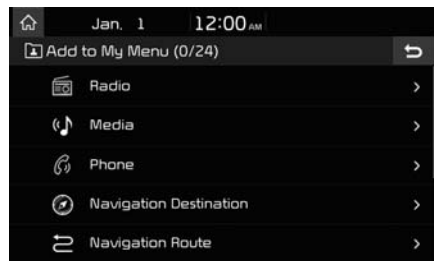 Jan. 1 12:00 AM
Add to My Menu (0/24)
Radio
Media
Phone
Navigation Destination
Navigation Route